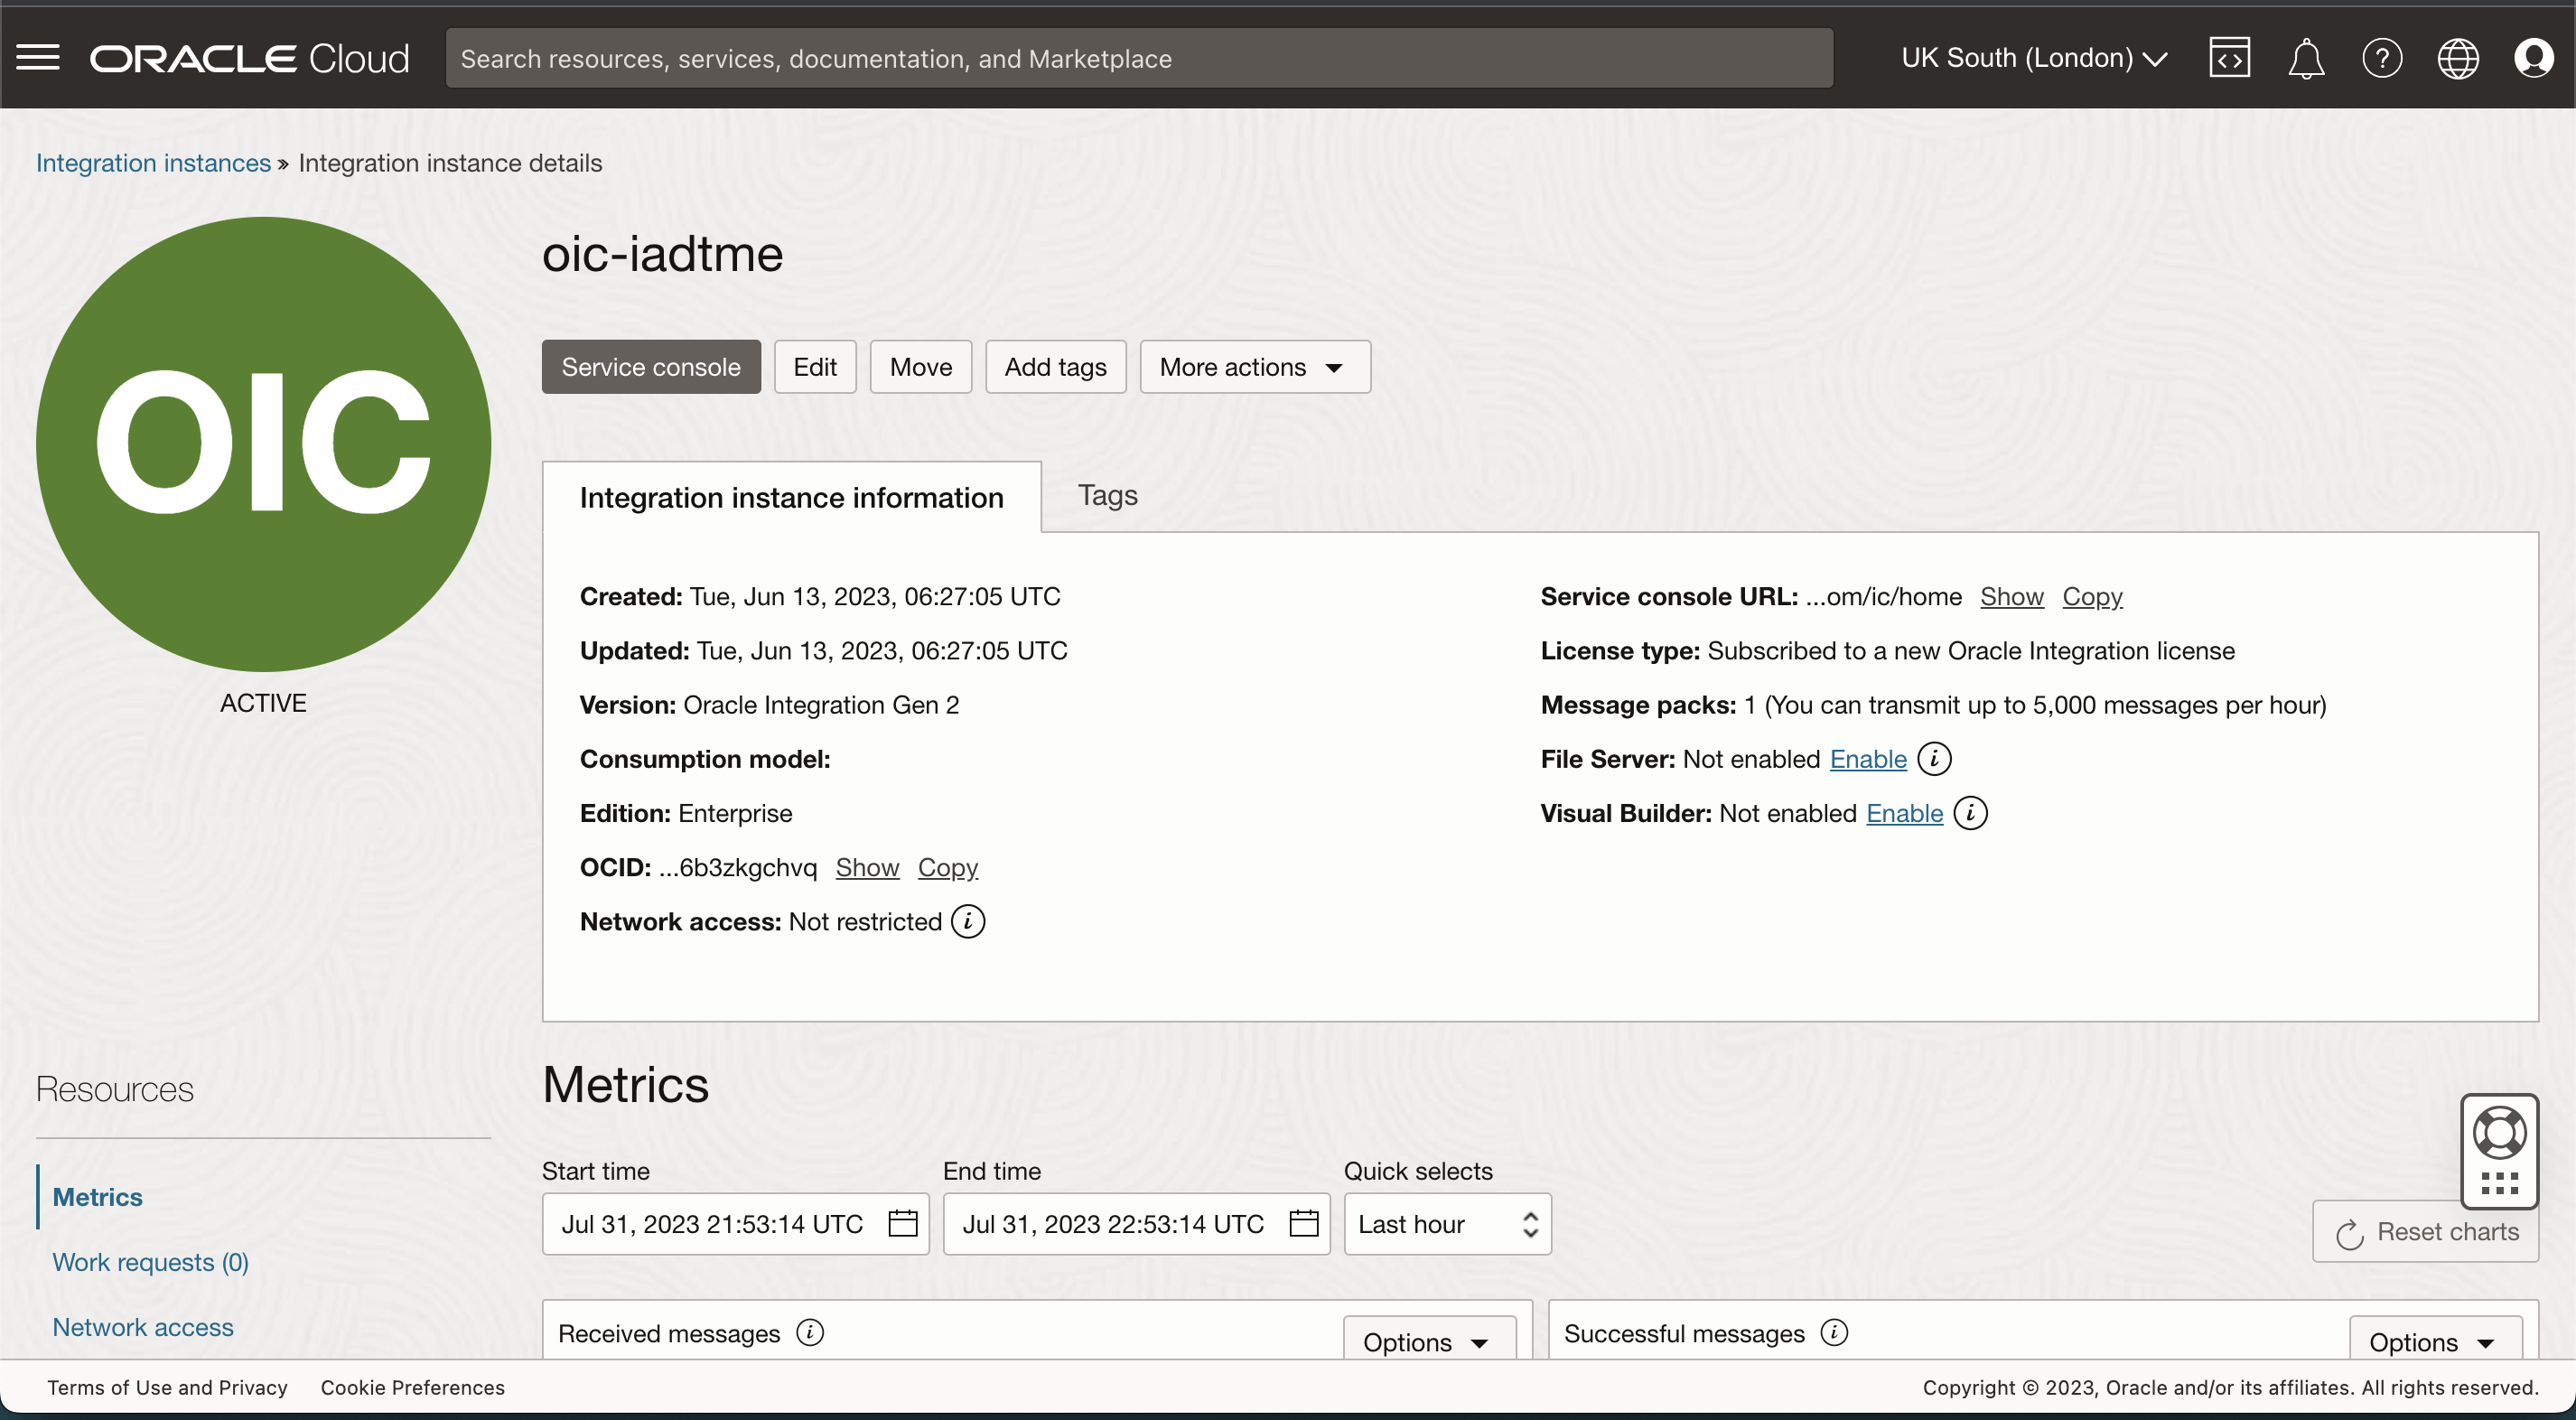 ORACLE Cloud
Search resources, services, documentation, and Marketplace
UK South (London)
Integration instances » Integration instance details
OIC
ACTIVE
oic-iadtme
Service console
Edit
Move
Add tags
More actions
Integration instance information
Tags
Created: Tue, Jun 13, 2023, 06:27:05 UTC
Updated: Tue, Jun 13, 2023, 06:27:05 UTC
Version: Oracle Integration Gen 2
Consumption model:
Edition: Enterprise
OCID: ...6b3zkgchvq Show Copy
Network access: Not restricted
Service console URL: ...om/ic/home Show Copy
License type: Subscribed to a new Oracle Integration license
Message packs: 1 (You can transmit up to 5,000 messages per hour)
File Server: Not enabled Enable
Visual Builder: Not enabled Enable
Resources
Metrics
Work requests (0)
Network access
Metrics
Start time
Jul 31, 2023 21:53:14 UTC
End time
Jul 31, 2023 22:53:14 UTC
Quick selects
Last hour
Reset charts
Received messages
Options
Successful messages
Options
Terms of Use and Privacy
Cookie Preferences
Copyright © 2023, Oracle and/or its affiliates. All rights reserved.